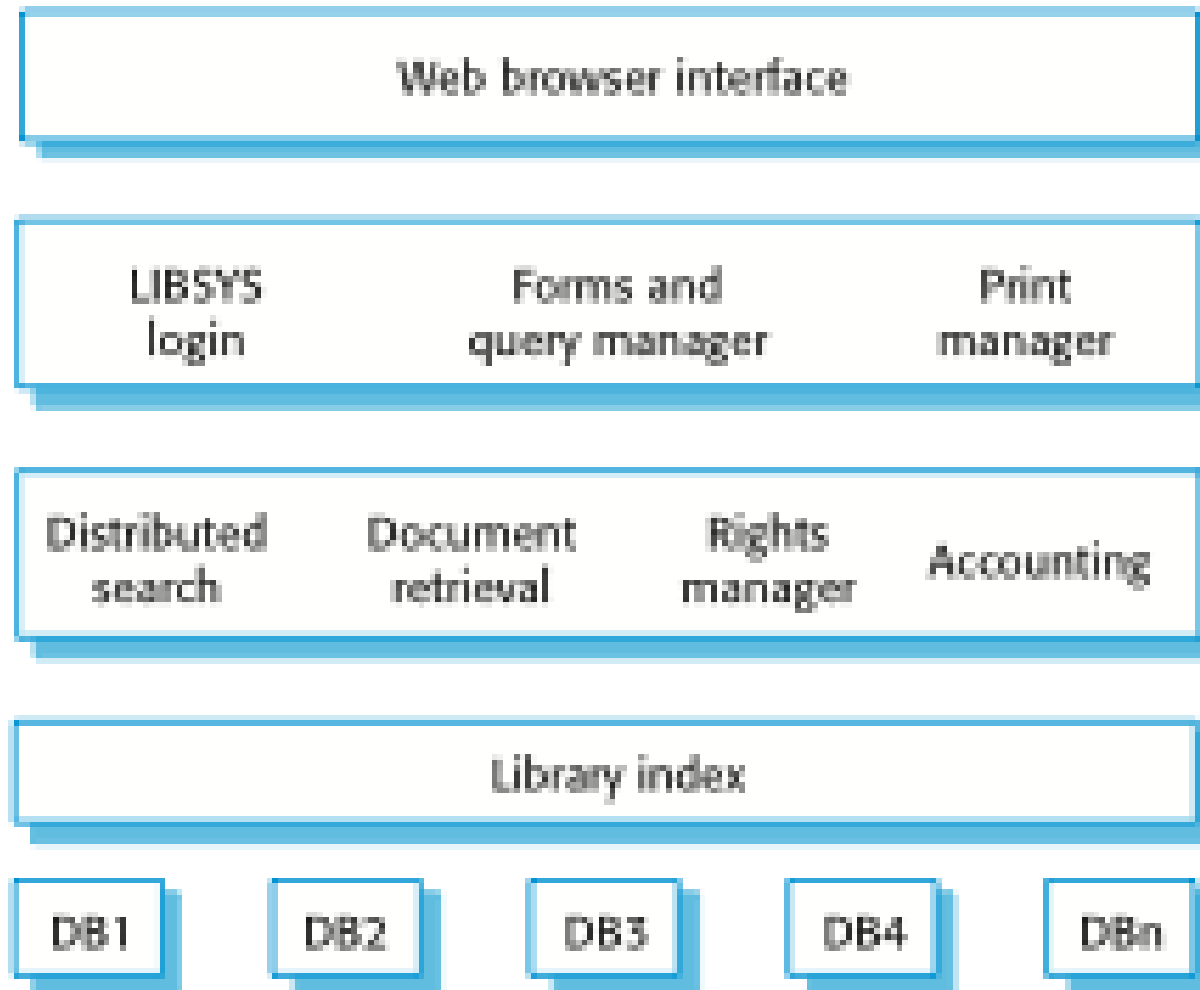 Web browser interface
LIBSYS
login
Forms and
query manager
Print
manager
Distributed
search
Document
retrieval
Rights
manager
Accounting
Library index
DB1
DB2
DB3
DB4
DBn